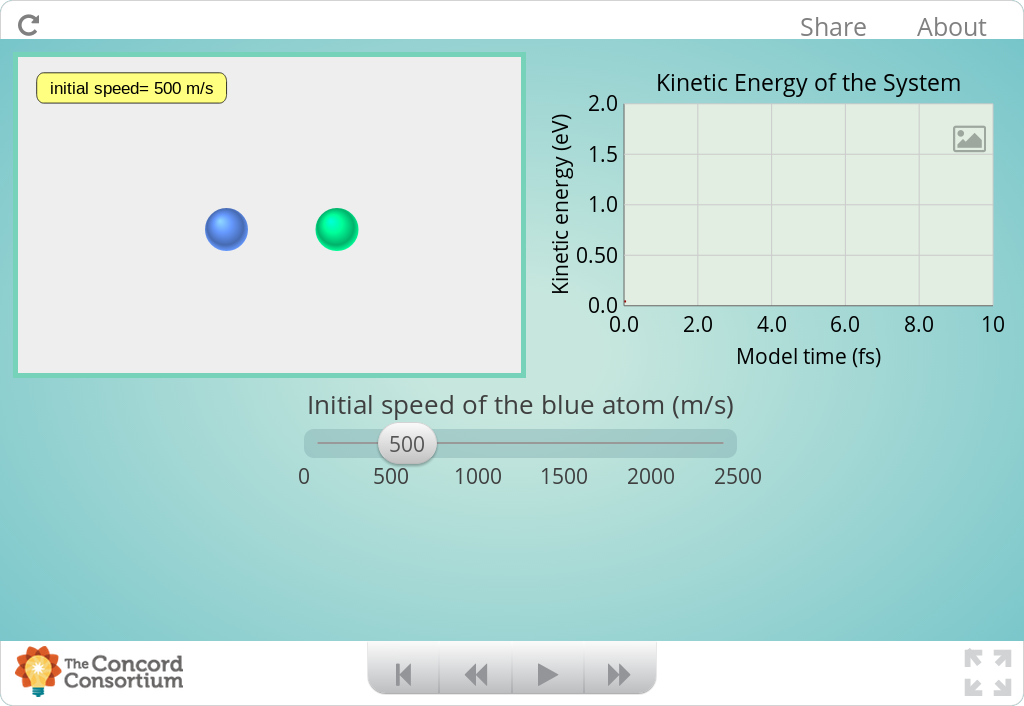 Share About
initial speed= 500 m/s
Kinetic Energy of the System
Kinetic energy (eV)
2.0
1.5
1.0
0.50
0.0
0.0 2.0 4.0 6.0 8.0 10
Model time (fs)
Initial speed of the blue atom (m/s)
500
0 500 1000 1500 2000 2500
The Concord
Consortium